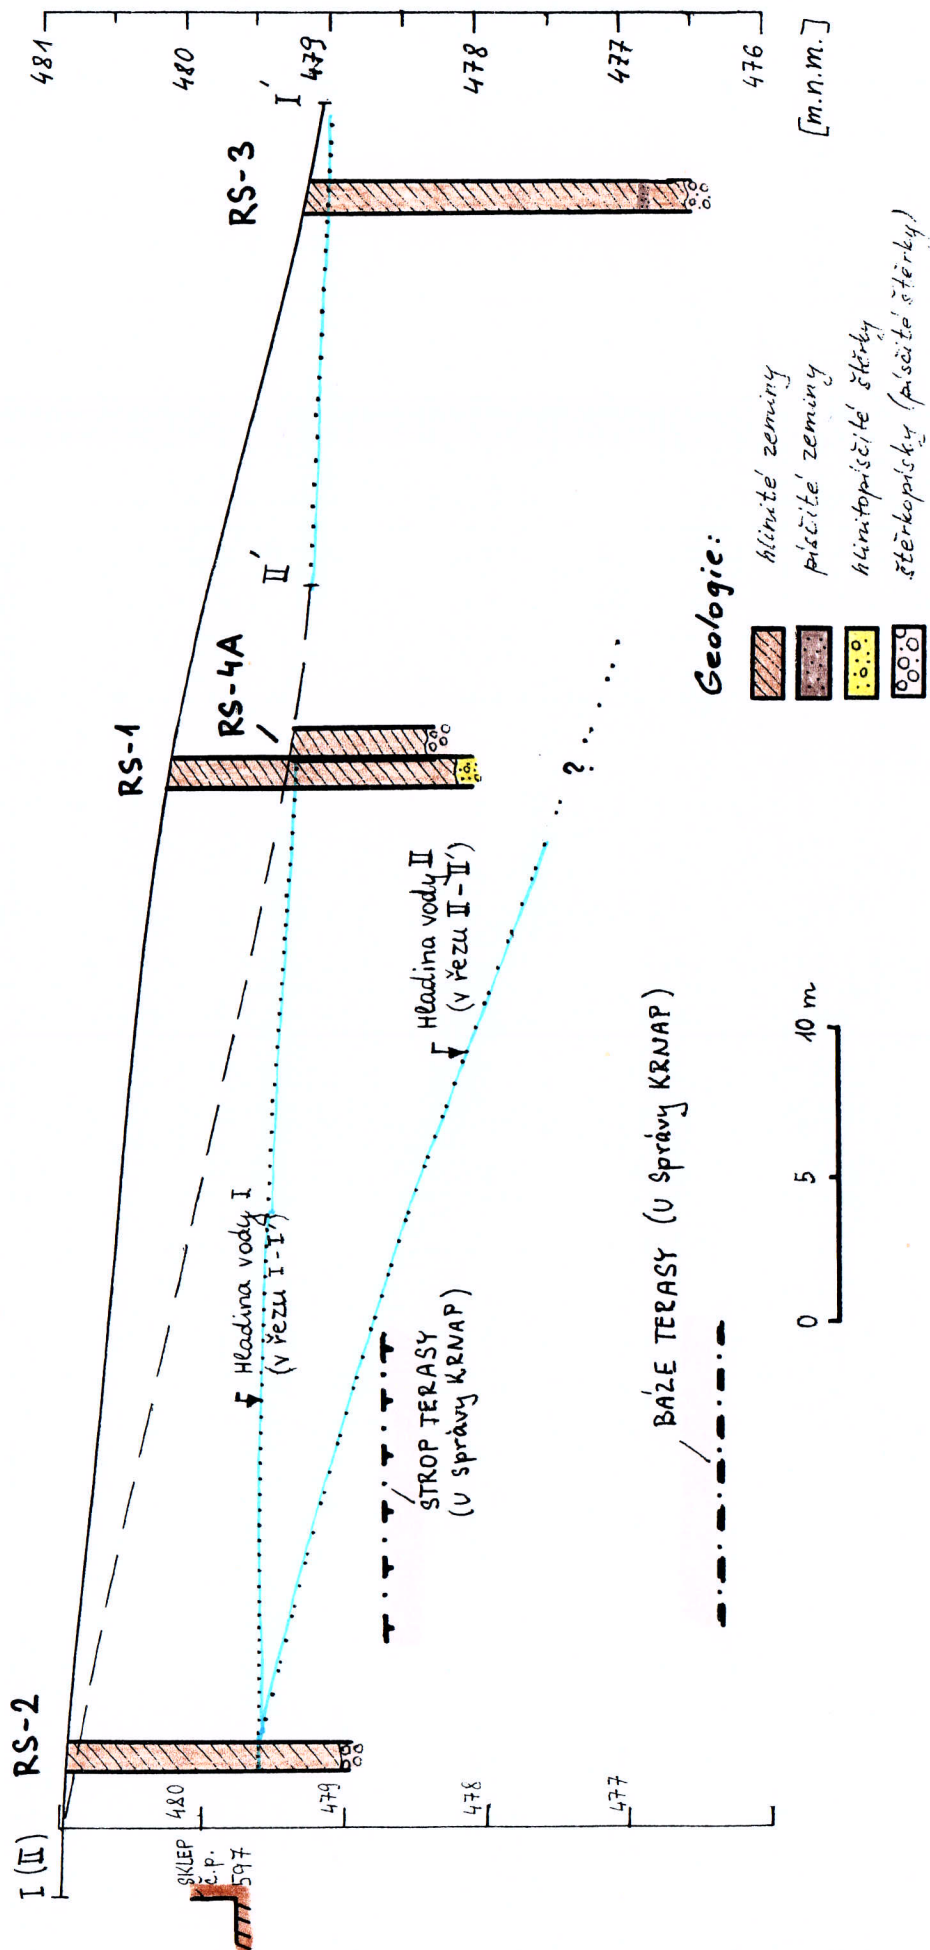 I (II)
RS-2
RS-1
RS-4A
II'
RS-3
I'
SKLEP
č.p.
597
480
479
478
477
481
480
479
478
477
476
[m.n.m.]
Hladina vody I
(v řezu I-I')
Hladina vody II
(v řezu II-II')
?
STROP TERASY
(U Správy KRNAP)
BÁZE TERASY (U Správy KRNAP)
0 5 10 m
Geologie:
hlinité zeminy
písčité zeminy
hlinitopísčité štěrky
štěrkopísky (písčité štěrky)